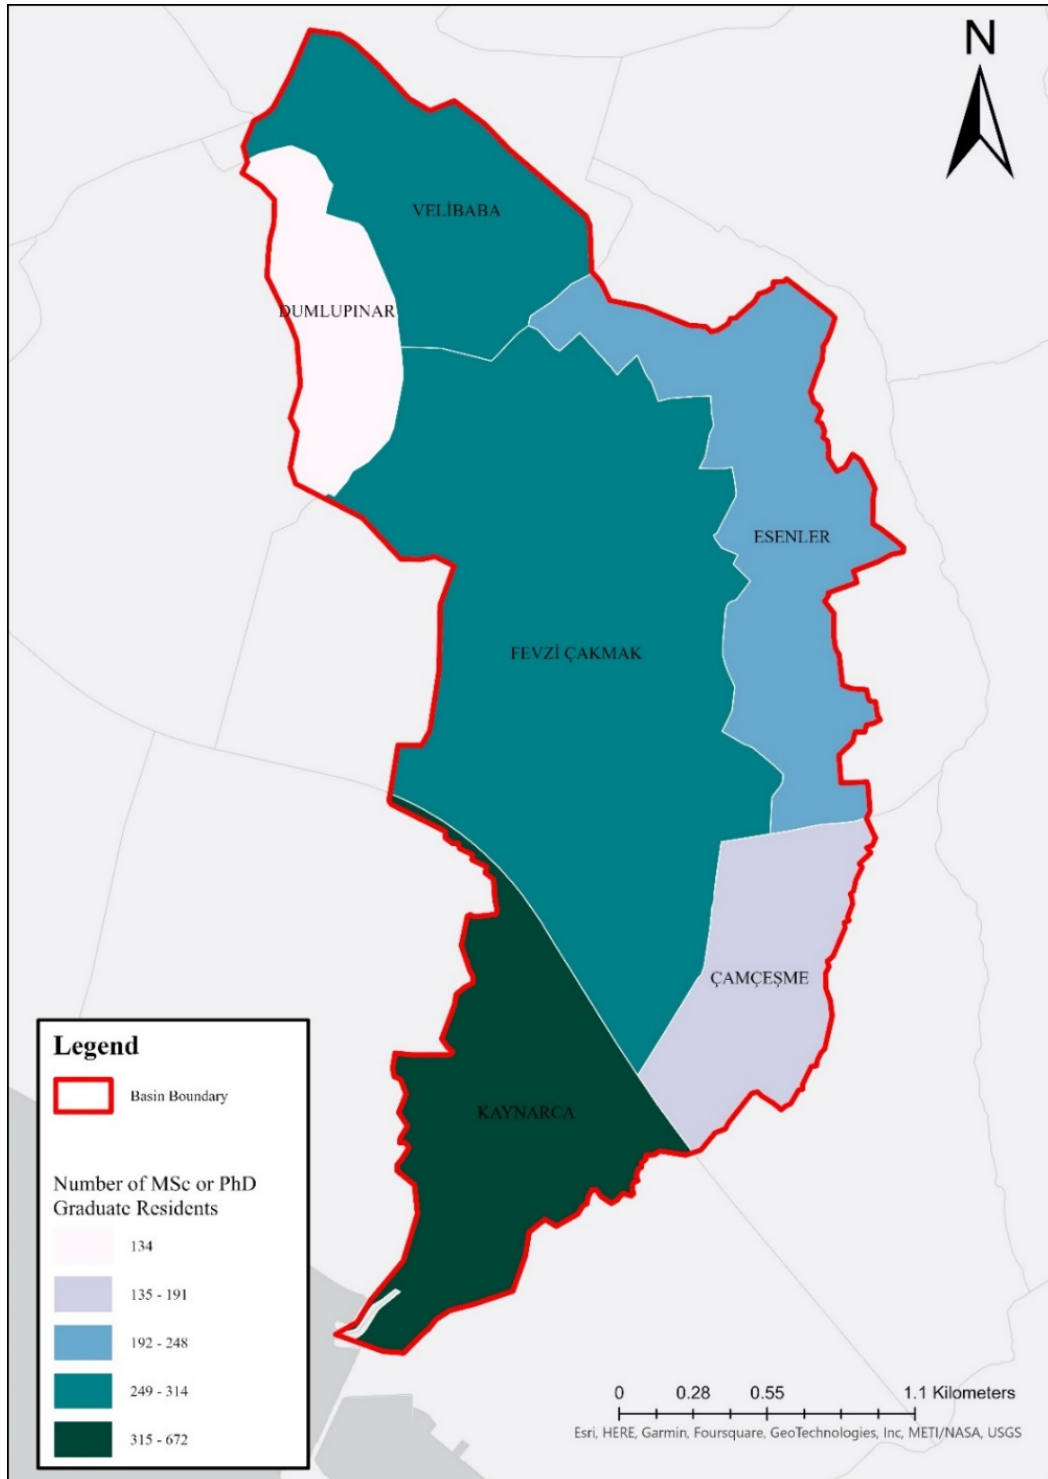 N
VELİBABA
DUMLUPINAR
ESENLER
FEVZİ ÇAKMAK
ÇAMÇEŞME
KAYNARCA
Legend
Basin Boundary
Number of MSc or PhD
Graduate Residents
134
135 - 191
192 - 248
249 - 314
315 - 672
0 0.28 0.55 1.1 Kilometers
Esri, HERE, Garmin, Foursquare, GeoTechnologies, Inc, METI/NASA, USGS